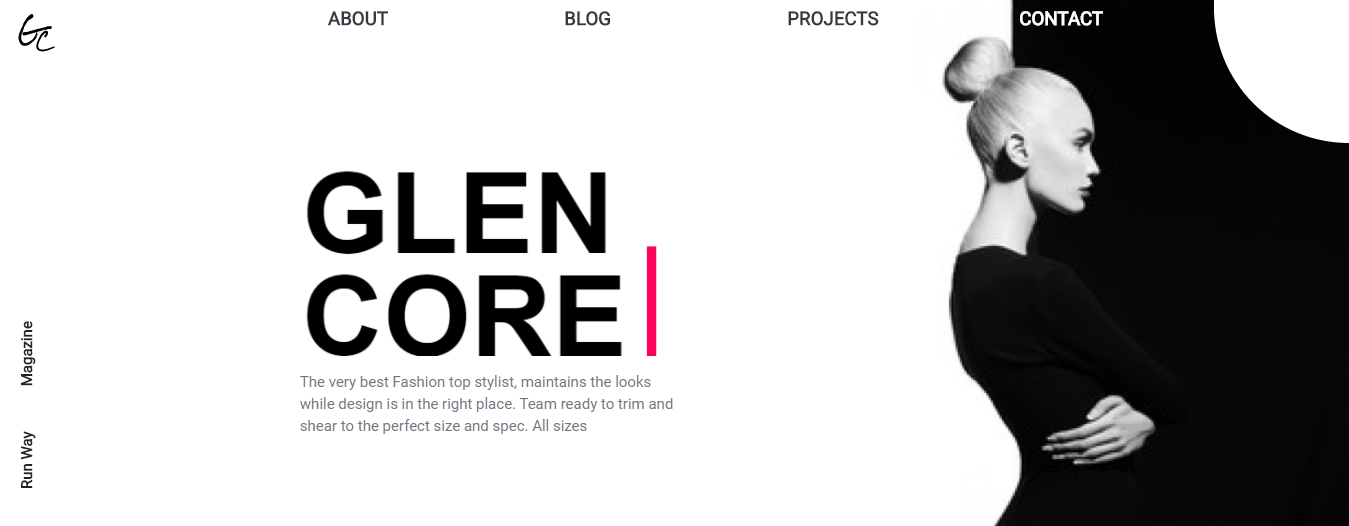 GC
ABOUT
BLOG
PROJECTS
CONTACT
GLEN
CORE
The very best Fashion top stylist, maintains the looks
while design is in the right place. Team ready to trim and
shear to the perfect size and spec. All sizes
Magazine
Run Way